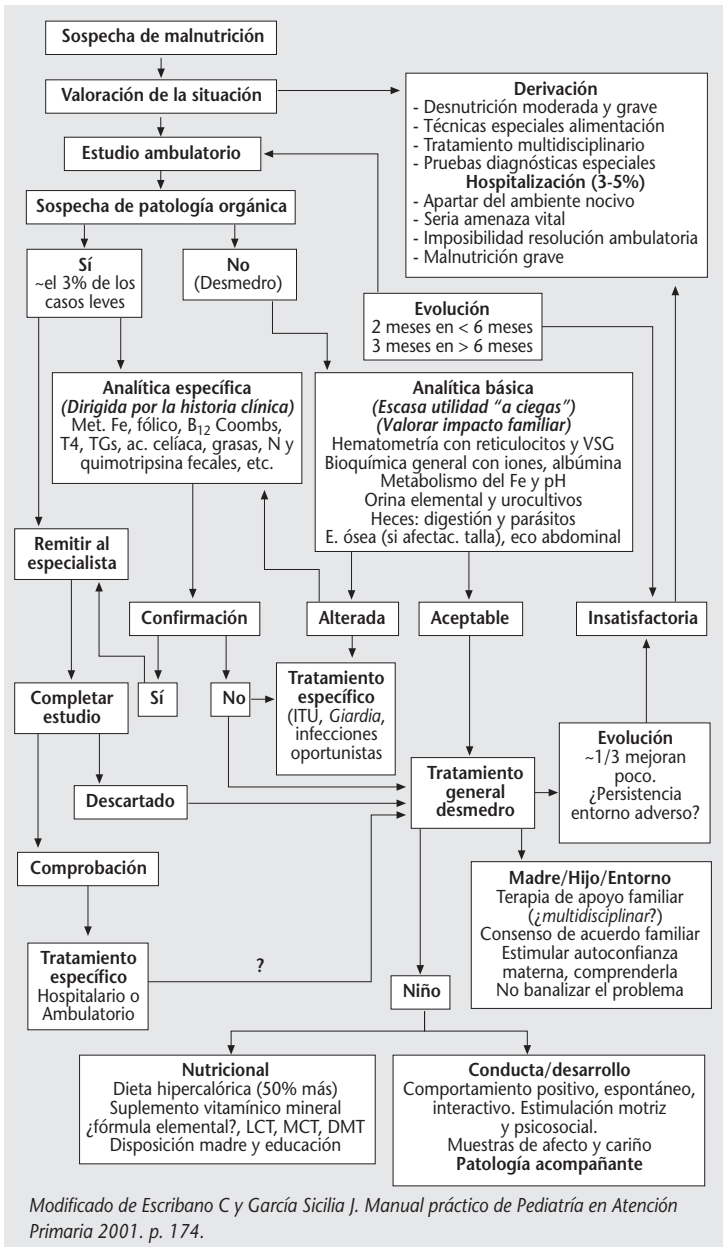 Sospecha de malnutrición
Valoración de la situación
Derivación
- Desnutrición moderada y grave
- Técnicas especiales alimentación
- Tratamiento multidisciplinario
- Pruebas diagnósticas especiales
Hospitalización (3-5%)
- Apartar del ambiente nocivo
- Seria amenaza vital
- Imposibilidad resolución ambulatoria
- Malnutrición grave
Estudio ambulatorio
Sospecha de patología orgánica
Sí
~el 3% de los
casos leves
No
(Desmedro)
Evolución
2 meses en < 6 meses
3 meses en > 6 meses
Analítica específica
(Dirigida por la historia clínica)
Met. Fe, fólico, B12 Coombs,
T4, TGs, ac. celíaca, grasas, N y
quimotripsina fecales, etc.
Analítica básica
(Escasa utilidad “a ciegas”)
(Valorar impacto familiar)
Hematometría con reticulocitos y VSG
Bioquímica general con iones, albúmina
Metabolismo del Fe y pH
Orina elemental y urocultivos
Heces: digestión y parásitos
E. ósea (si afectac. talla), eco abdominal
Remitir al
especialista
Confirmación
Alterada
Aceptable
Insatisfactoria
Completar
estudio
Sí
No
Tratamiento
específico
(ITU, Giardia,
infecciones
oportunistas
Evolución
~1/3 mejoran
poco.
¿Persistencia
entorno adverso?
Tratamiento
general
desmedro
Descartado
Comprobación
Madre/Hijo/Entorno
Terapia de apoyo familiar
(¿multidisciplinar?)
Consenso de acuerdo familiar
Estimular autoconfianza
materna, comprenderla
No banalizar el problema
Tratamiento
específico
Hospitalario o
Ambulatorio
?
Niño
Nutricional
Dieta hipercalórica (50% más)
Suplemento vitamínico mineral
¿fórmula elemental?, LCT, MCT, DMT
Disposición madre y educación
Conducta/desarrollo
Comportamiento positivo, espontáneo,
interactivo. Estimulación motriz
y psicosocial.
Muestras de afecto y cariño
Patología acompañante
Modificado de Escribano C y García Sicilia J. Manual práctico de Pediatría en Atención
Primaria 2001. p. 174.